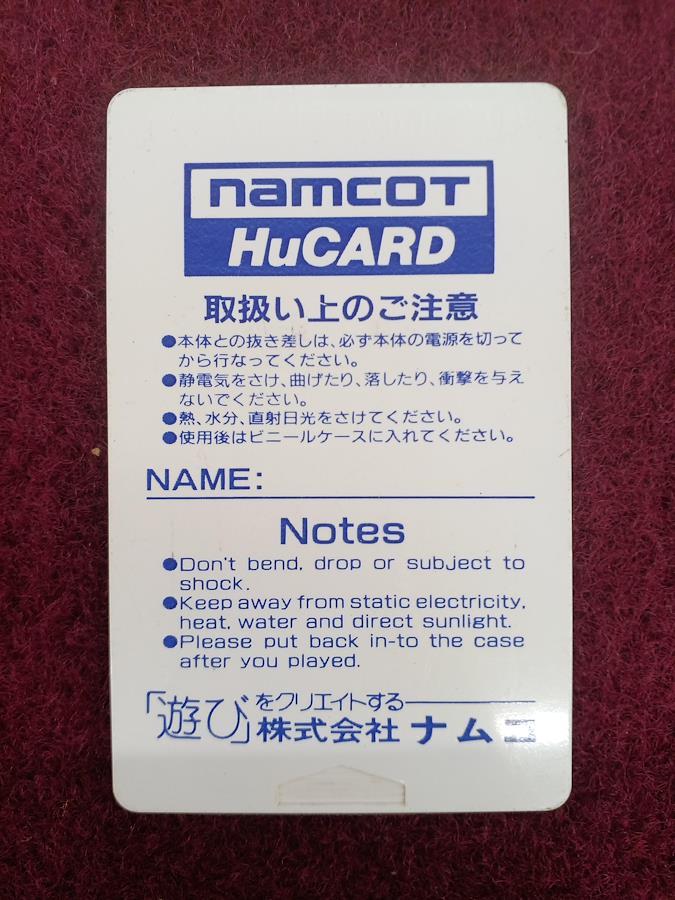 namcot
HuCARD
取扱い上のご注意
●本体との抜き差しは、必ず本体の電源を切って
から行なってください。
●静電気をさけ、曲げたり、落したり、衝撃を与え
ないでください。
●熱、水分、直射日光をさけてください。
●使用後はビニールケースに入れてください。
NAME:
Notes
●Don't bend, drop or subject to
shock.
●Keep away from static electricity,
heat, water and direct sunlight.
●Please put back in-to the case
after you played.
「遊び」をクリエイトする
株式会社ナムコ